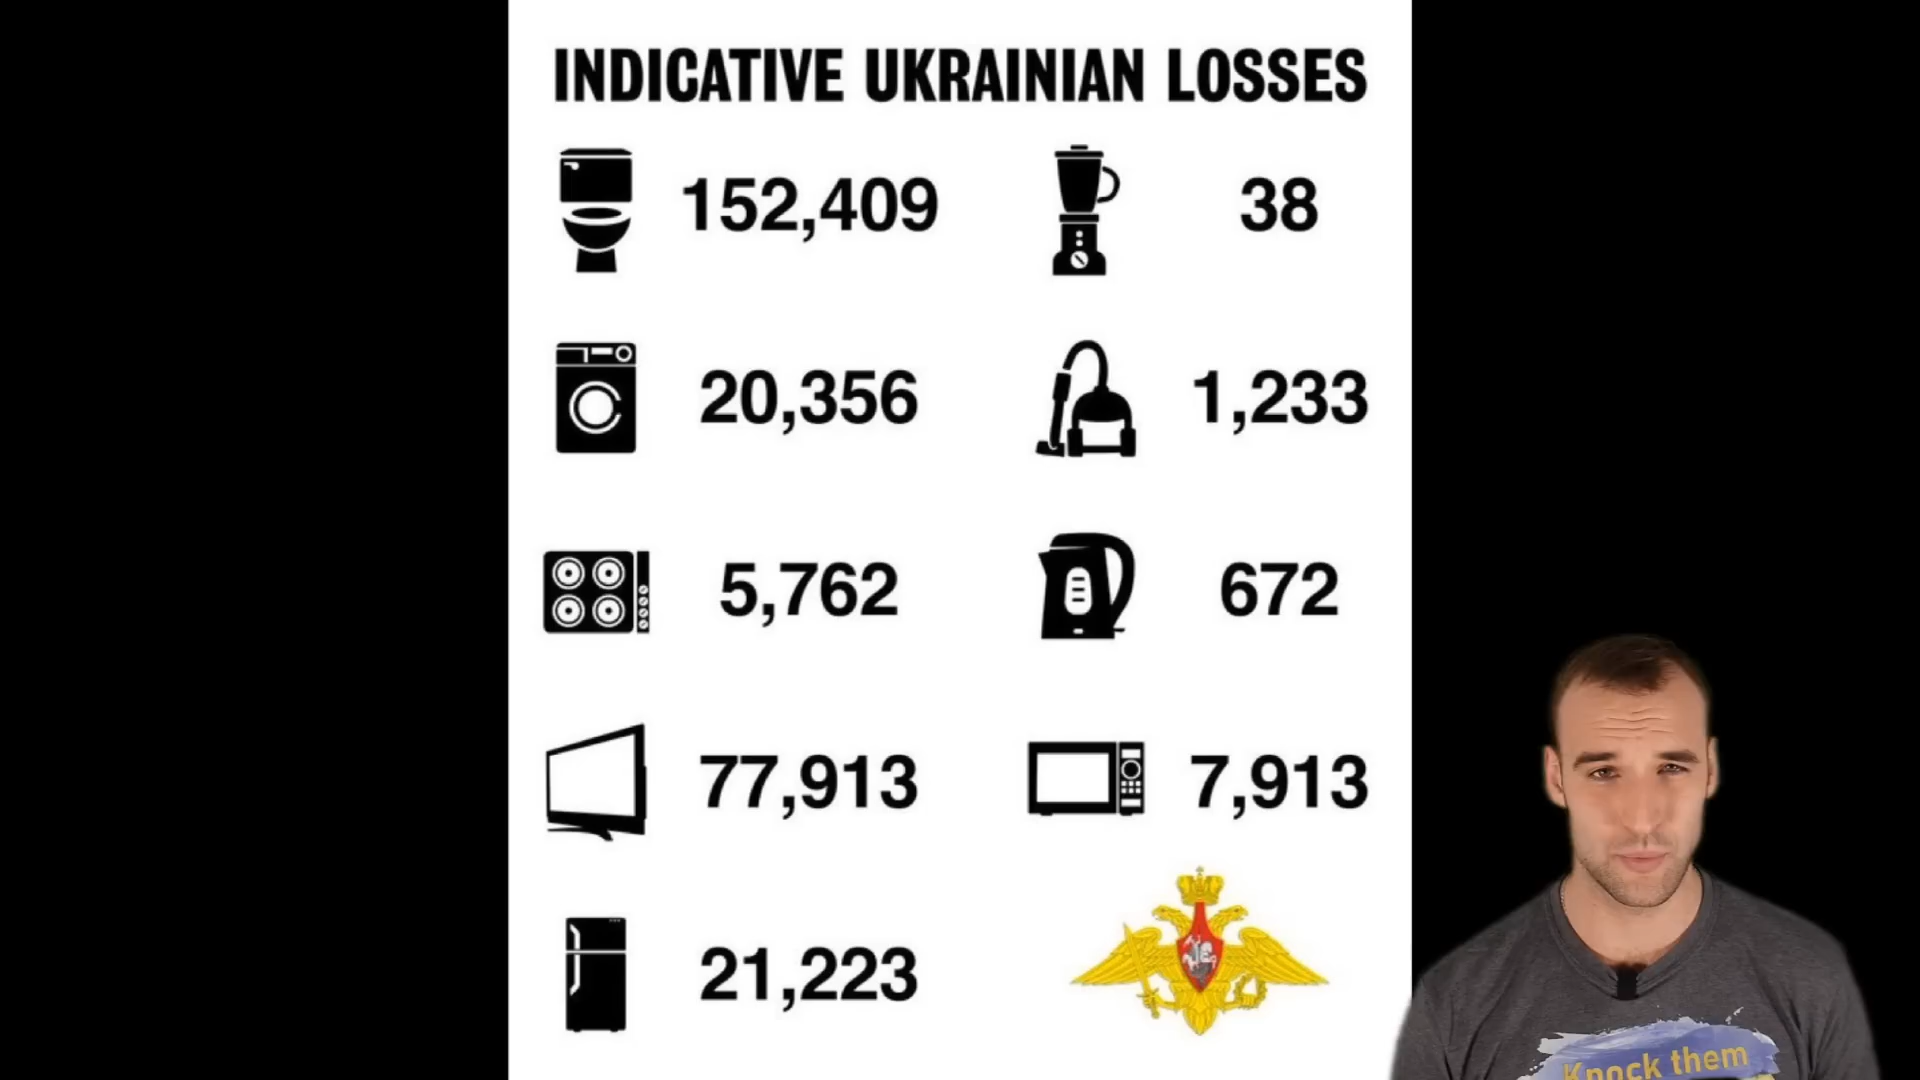 INDICATIVE UKRAINIAN LOSSES
152,409 38
20,356 1,233
5,762 672
77,913 7,913
21,223
Knock them